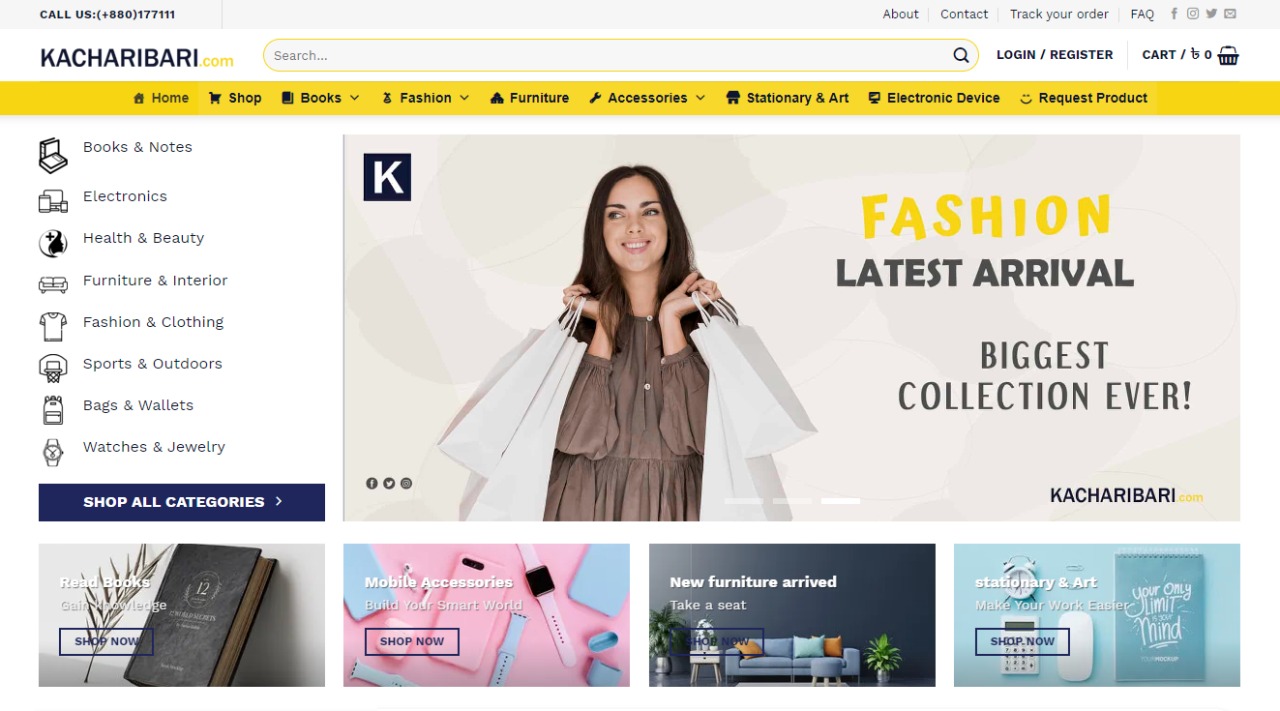 CALL US:(+880)177111
About
Contact
Track your order
FAQ
KACHARIBARI.com
Search...
LOGIN / REGISTER
CART / ৳ 0
Home
Shop
Books
Fashion
Furniture
Accessories
Stationary & Art
Electronic Device
Request Product
Books & Notes
Electronics
Health & Beauty
Furniture & Interior
Fashion & Clothing
Sports & Outdoors
Bags & Wallets
Watches & Jewelry
SHOP ALL CATEGORIES
K
FASHION
LATEST ARRIVAL
BIGGEST
COLLECTION EVER!
KACHARIBARI.com
Read Books
Gain Knowledge
SHOP NOW
12
Mobile Accessories
Build Your Smart World
SHOP NOW
New furniture arrived
Take a seat
SHOP NOW
stationary & Art
Make Your Work Easier
SHOP NOW
your Only
limit
is your
Mind
YOURMOCKUP